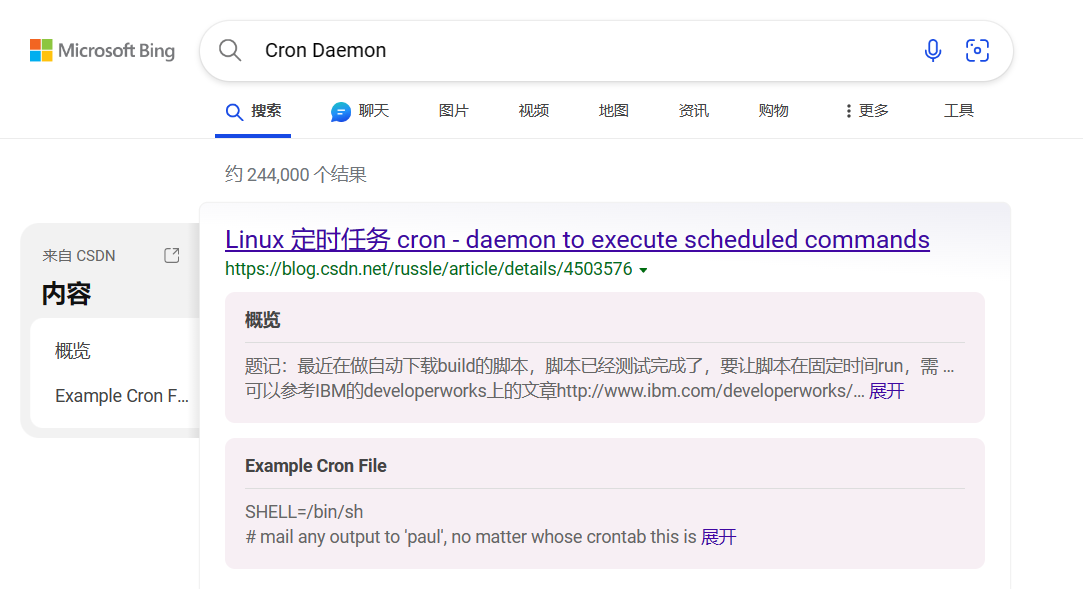 Microsoft Bing
Cron Daemon
搜索 聊天 图片 视频 地图 资讯 购物 更多 工具
约 244,000 个结果
来自 CSDN
内容
概览
Example Cron F...
Linux 定时任务 cron - daemon to execute scheduled commands
https://blog.csdn.net/russle/article/details/4503576
概览
题记：最近在做自动下载build的脚本，脚本已经测试完成了，要让脚本在固定时间run，需 ...
可以参考IBM的developerworks上的文章http://www.ibm.com/developerworks/... 展开
Example Cron File
SHELL=/bin/sh
# mail any output to 'paul', no matter whose crontab this is 展开